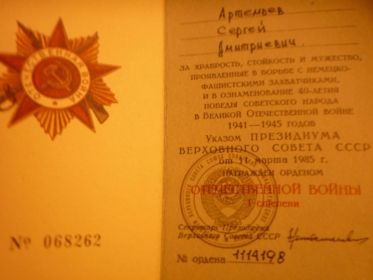 ОТЕЧЕСТВЕННАЯ ВОЙНА
№ 068262
Артемьев
Сергей
Дмитриевич.
ЗА ХРАБРОСТЬ, СТОЙКОСТЬ И МУЖЕСТВО,
ПРОЯВЛЕННЫЕ В БОРЬБЕ С НЕМЕЦКО-
ФАШИСТСКИМИ ЗАХВАТЧИКАМИ,
И В ОЗНАМЕНОВАНИЕ 40-ЛЕТИЯ
ПОБЕДЫ СОВЕТСКОГО НАРОДА
В ВЕЛИКОЙ ОТЕЧЕСТВЕННОЙ ВОЙНЕ
1941—1945 ГОДОВ
УКАЗОМ ПРЕЗИДИУМА
ВЕРХОВНОГО СОВЕТА СССР
от 11 марта 1985 г.
НАГРАЖДЕН ОРДЕНОМ
ОТЕЧЕСТВЕННОЙ ВОЙНЫ
I степени
Секретарь Президиума
Верховного Совета СССР
№ ордена 1114198